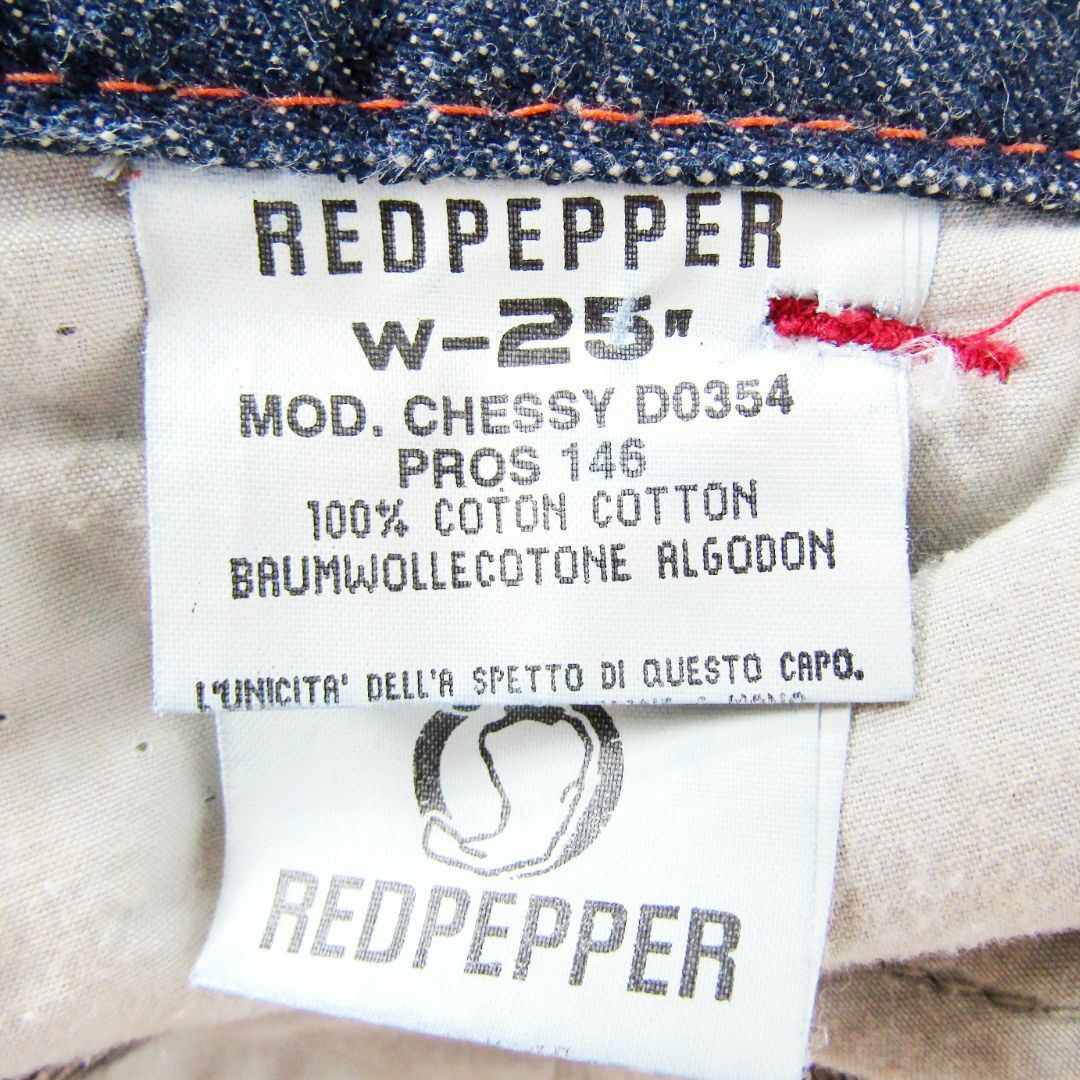 REDPEPPER
W-25"
MOD. CHESSY D0354
PROS 146
100% COTON COTTON
BAUMWOLLECOTONE ALGODON
L'UNICITA' DELL'A SPETTO DI QUESTO CAPO.
REDPEPPER